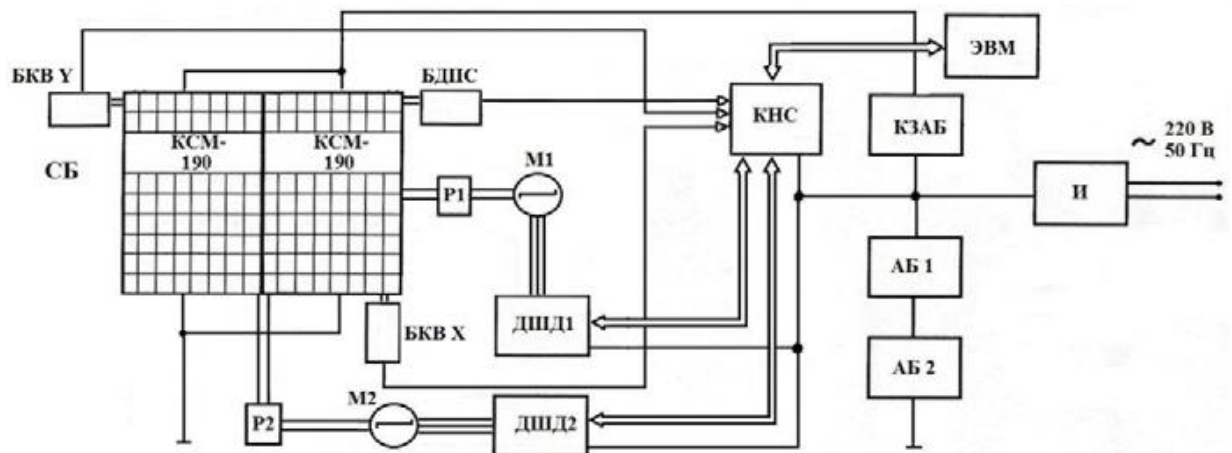 БКВ Y
БДПС
ЭВМ
КСМ-
190
КСМ-
190
СБ
КНС
КЗАБ
~ 220 В
50 Гц
М1
Р1
И
АБ 1
БКВ X
ДШД1
АБ 2
М2
Р2
ДШД2